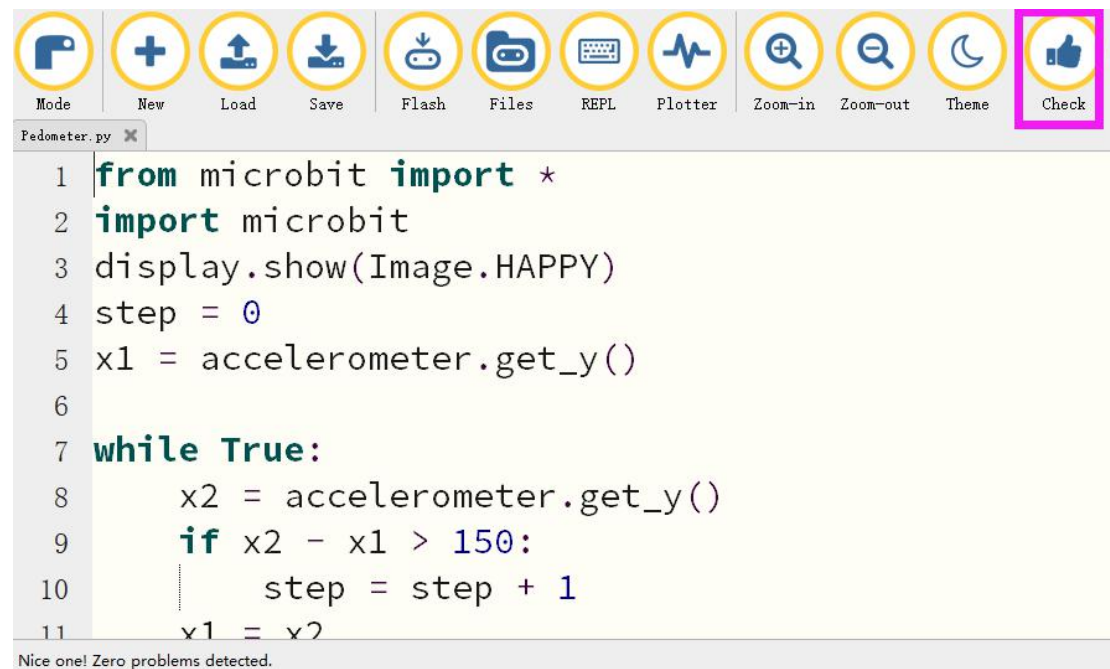 Mode New Load Save Flash Files REPL Plotter Zoom-in Zoom-out Theme Check
Pedometer.py
1 from microbit import *
2 import microbit
3 display.show(Image.HAPPY)
4 step = 0
5 x1 = accelerometer.get_y()
6
7 while True:
8 x2 = accelerometer.get_y()
9 if x2 - x1 > 150:
10 step = step + 1
11 x1 = x2
Nice one! Zero problems detected.